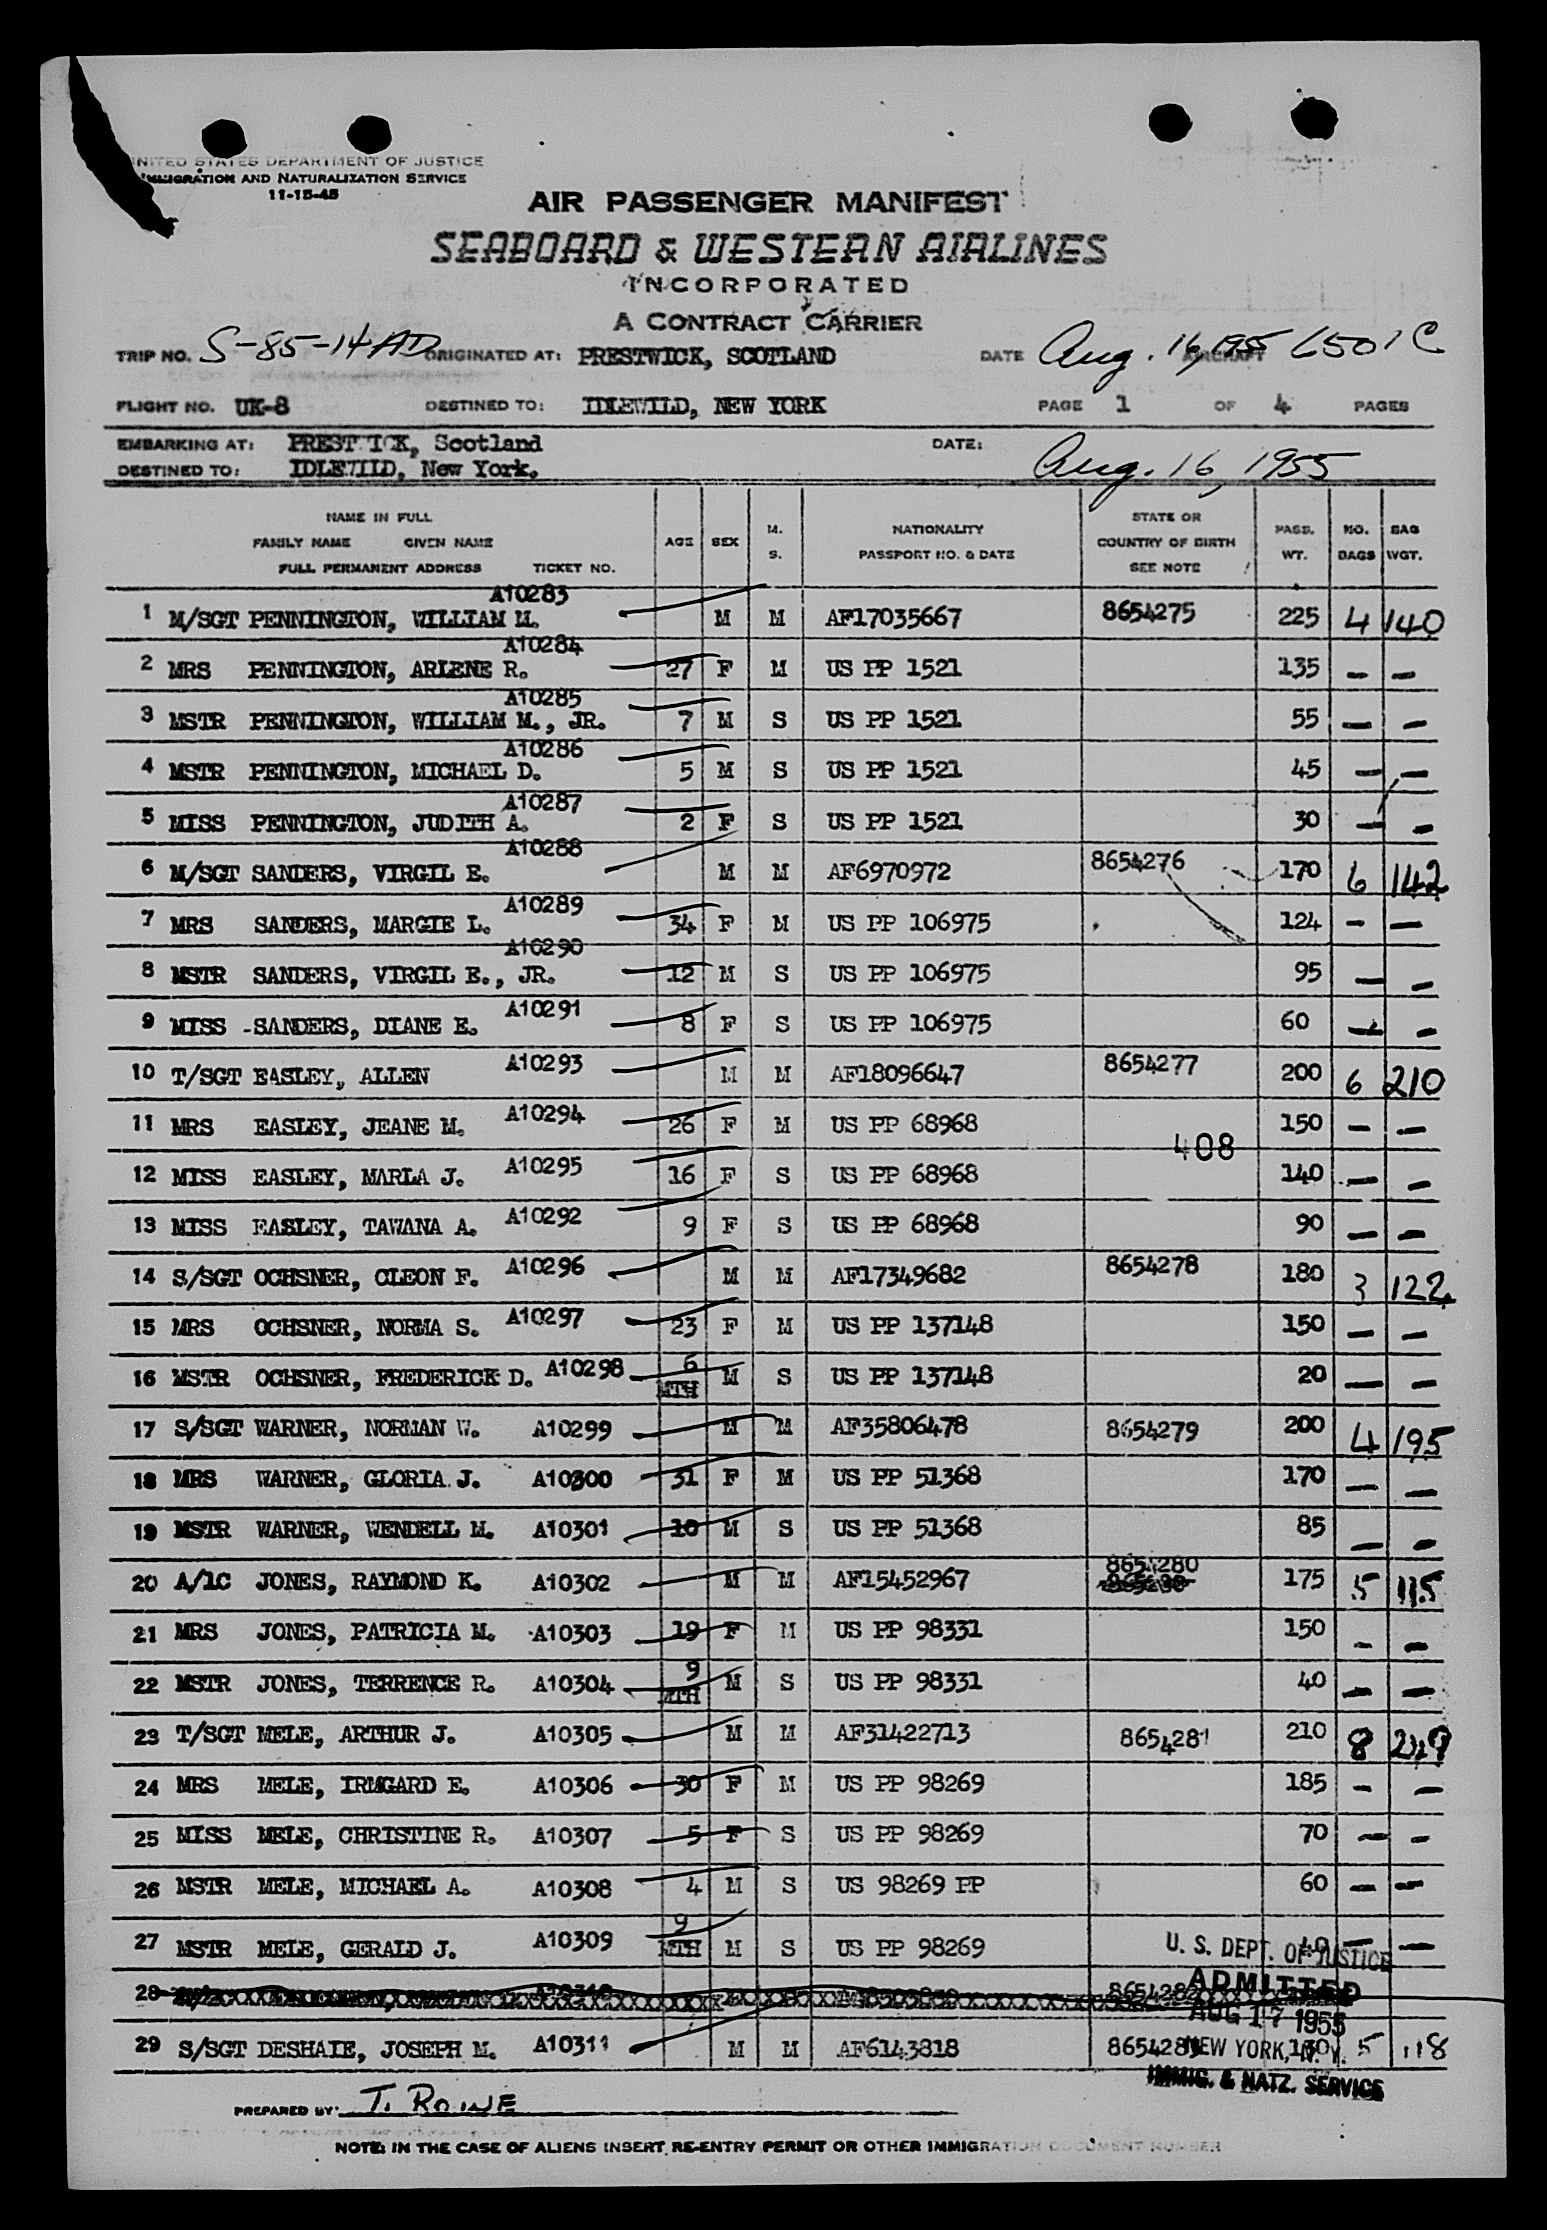 UNITED STATES DEPARTMENT OF JUSTICE
IMMIGRATION AND NATURALIZATION SERVICE
11-15-45
AIR PASSENGER MANIFEST
SEABOARD & WESTERN AIRLINES
INCORPORATED
A CONTRACT CARRIER
TRIP NO. S-85-14AD ORIGINATED AT: PRESTWICK, SCOTLAND DATE Aug. 16, 1955 AIRCRAFT 6501C
FLIGHT NO. UK-8 DESTINED TO: IDLEWILD, NEW YORK PAGE 1 OF 4 PAGES
EMBARKING AT: PRESTWICK, Scotland DATE: Aug. 16, 1955
DESTINED TO: IDLEWILD, New York.
NAME IN FULL M. NATIONALITY STATE OR PASS. NO. BAG
FAMILY NAME GIVEN NAME AGE SEX S. PASSPORT NO. & DATE COUNTRY OF BIRTH WT. BAGS WGT.
FULL PERMANENT ADDRESS TICKET NO. SEE NOTE
1 M/SGT PENNINGTON, WILLIAM M. A10283 M M AF17035667 8654275 225 4 140
2 MRS PENNINGTON, ARLENE R. A10284 27 F M US PP 1521 135 — —
3 MSTR PENNINGTON, WILLIAM M., JR. A10285 7 M S US PP 1521 55 — —
4 MSTR PENNINGTON, MICHAEL D. A10286 5 M S US PP 1521 45 — —
5 MISS PENNINGTON, JUDITH A. A10287 2 F S US PP 1521 30 — —
6 M/SGT SANDERS, VIRGIL E. A10288 M M AF6970972 8654276 170 6 142
7 MRS SANDERS, MARGIE L. A10289 34 F M US PP 106975 124 — —
8 MSTR SANDERS, VIRGIL E., JR. A10290 12 M S US PP 106975 95 — —
9 MISS SANDERS, DIANE E. A10291 8 F S US PP 106975 60 — —
10 T/SGT EASLEY, ALLEN A10293 M M AF18096647 8654277 200 6 210
11 MRS EASLEY, JEANE M. A10294 26 F M US PP 68968 150 — —
408
12 MISS EASLEY, MARLA J. A10295 16 F S US PP 68968 140 — —
13 MISS EASLEY, TAWANA A. A10292 9 F S US PP 68968 90 — —
14 S/SGT OCHSNER, CLEON F. A10296 M M AF17349682 8654278 180 3 122
15 MRS OCHSNER, NORMA S. A10297 23 F M US PP 137148 150 — —
16 MSTR OCHSNER, FREDERICK D. A10298 6 MTH M S US PP 137148 20 — —
17 S/SGT WARNER, NORMAN W. A10299 M M AF35806478 8654279 200 4 195
18 MRS WARNER, GLORIA J. A10300 31 F M US PP 51368 170 — —
19 MSTR WARNER, WENDELL M. A10301 10 M S US PP 51368 85 — —
20 A/1C JONES, RAYMOND K. A10302 M M AF15452967 8654280 175 5 115
21 MRS JONES, PATRICIA M. A10303 19 F M US PP 98331 150 — —
22 MSTR JONES, TERRENCE R. A10304 9 MTH M S US PP 98331 40 — —
23 T/SGT MELE, ARTHUR J. A10305 M M AF31422713 8654281 210 8
24 MRS MELE, IRMGARD E. A10306 30 F M US PP 98269 185 — —
25 MISS MELE, CHRISTINE R. A10307 5 F S US PP 98269 70 — —
26 MSTR MELE, MICHAEL A. A10308 4 M S US 98269 PP 60 — —
27 MSTR MELE, GERALD J. A10309 9 MTH M S US PP 98269 40 — —
28 A10310 8654282
29 S/SGT DESHAIE, JOSEPH M. A10311 M M AF6143818 8654283 130 5 118
U. S. DEPT. OF JUSTICE
ADMITTED
AUG 17 1955
NEW YORK, N. Y.
IMMIG. & NATZ. SERVICE
PREPARED BY: T. ROWE
NOTE: IN THE CASE OF ALIENS INSERT RE-ENTRY PERMIT OR OTHER IMMIGRATION DOCUMENT NUMBER